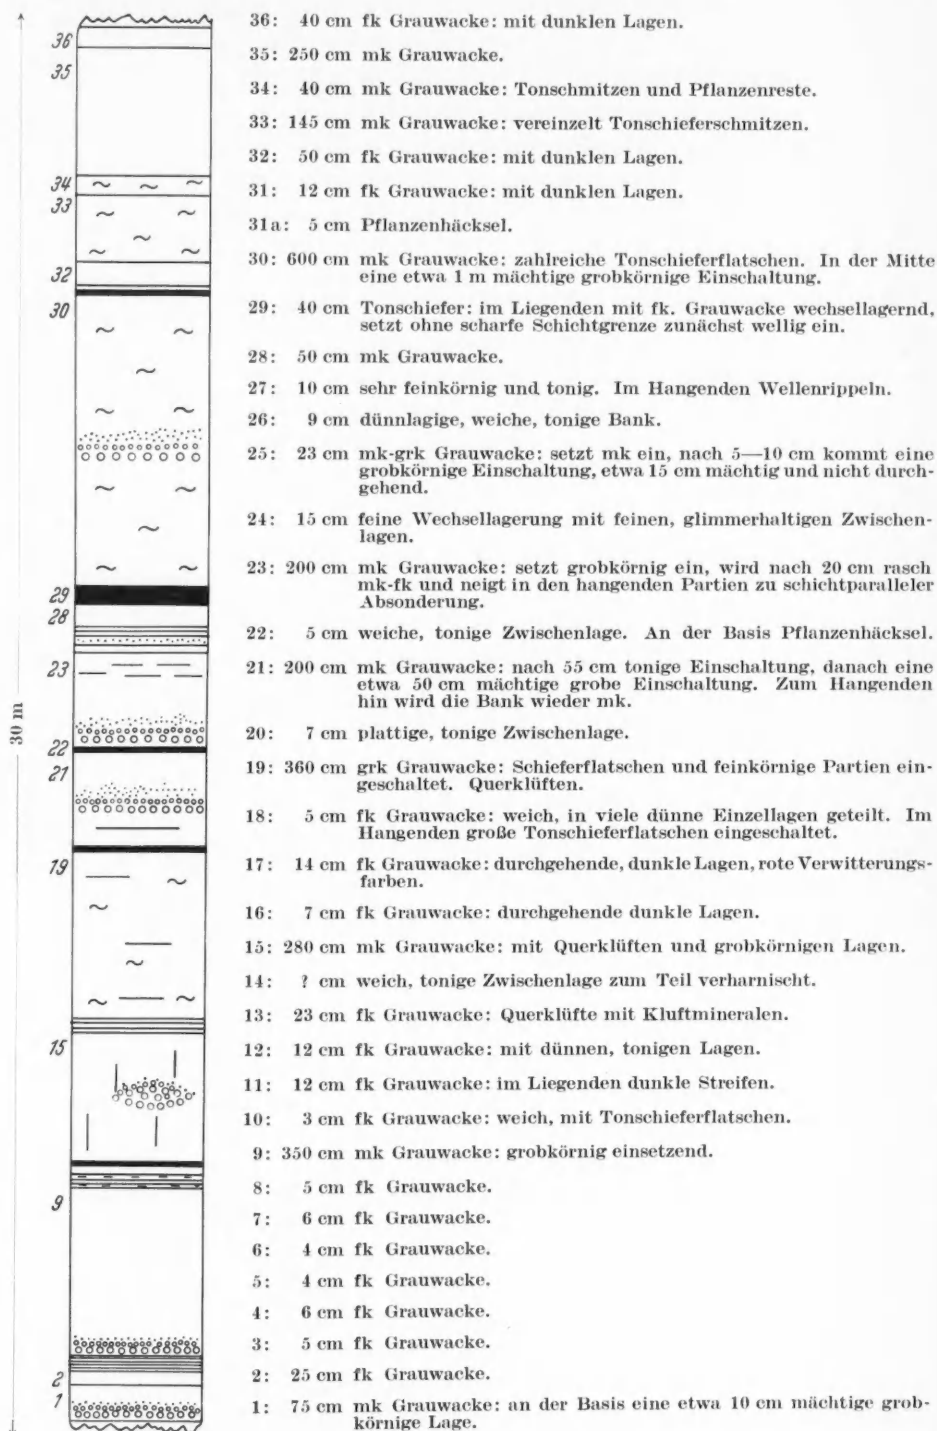 36: 40 cm fk Grauwacke: mit dunklen Lagen.
35: 250 cm mk Grauwacke.
34: 40 cm mk Grauwacke: Tonschmitzen und Pflanzenreste.
33: 145 cm mk Grauwacke: vereinzelt Tonschieferschmitzen.
32: 50 cm fk Grauwacke: mit dunklen Lagen.
31: 12 cm fk Grauwacke: mit dunklen Lagen.
31a: 5 cm Pflanzenhäcksel.
30: 600 cm mk Grauwacke: zahlreiche Tonschieferflatschen. In der Mitte
eine etwa 1 m mächtige grobkörnige Einschaltung.
29: 40 cm Tonschiefer: im Liegenden mit fk. Grauwacke wechsellagernd,
setzt ohne scharfe Schichtgrenze zunächst wellig ein.
28: 50 cm mk Grauwacke.
27: 10 cm sehr feinkörnig und tonig. Im Hangenden Wellenrippeln.
26: 9 cm dünnlagige, weiche, tonige Bank.
25: 23 cm mk-grk Grauwacke: setzt mk ein, nach 5—10 cm kommt eine
grobkörnige Einschaltung, etwa 15 cm mächtig und nicht durch-
gehend.
24: 15 cm feine Wechsellagerung mit feinen, glimmerhaltigen Zwischen-
lagen.
23: 200 cm mk Grauwacke: setzt grobkörnig ein, wird nach 20 cm rasch
mk-fk und neigt in den hangenden Partien zu schichtparalleler
Absonderung.
22: 5 cm weiche, tonige Zwischenlage. An der Basis Pflanzenhäcksel.
21: 200 cm mk Grauwacke: nach 55 cm tonige Einschaltung, danach eine
etwa 50 cm mächtige grobe Einschaltung. Zum Hangenden
hin wird die Bank wieder mk.
20: 7 cm plattige, tonige Zwischenlage.
19: 360 cm grk Grauwacke: Schieferflatschen und feinkörnige Partien ein-
geschaltet. Querklüften.
18: 5 cm fk Grauwacke: weich, in viele dünne Einzellagen geteilt. Im
Hangenden große Tonschieferflatschen eingeschaltet.
17: 14 cm fk Grauwacke: durchgehende, dunkle Lagen, rote Verwitterungs-
farben.
16: 7 cm fk Grauwacke: durchgehende dunkle Lagen.
15: 280 cm mk Grauwacke: mit Querklüften und grobkörnigen Lagen.
14: ? cm weich, tonige Zwischenlage zum Teil verharnischt.
13: 23 cm fk Grauwacke: Querklüfte mit Kluftmineralen.
12: 12 cm fk Grauwacke: mit dünnen, tonigen Lagen.
11: 12 cm fk Grauwacke: im Liegenden dunkle Streifen.
10: 3 cm fk Grauwacke: weich, mit Tonschieferflatschen.
9: 350 cm mk Grauwacke: grobkörnig einsetzend.
8: 5 cm fk Grauwacke.
7: 6 cm fk Grauwacke.
6: 4 cm fk Grauwacke.
5: 4 cm fk Grauwacke.
4: 6 cm fk Grauwacke.
3: 5 cm fk Grauwacke.
2: 25 cm fk Grauwacke.
1: 75 cm mk Grauwacke: an der Basis eine etwa 10 cm mächtige grob-
körnige Lage.
30 m
36
35
34
33
32
30
29
28
23
22
21
19
15
9
2
1